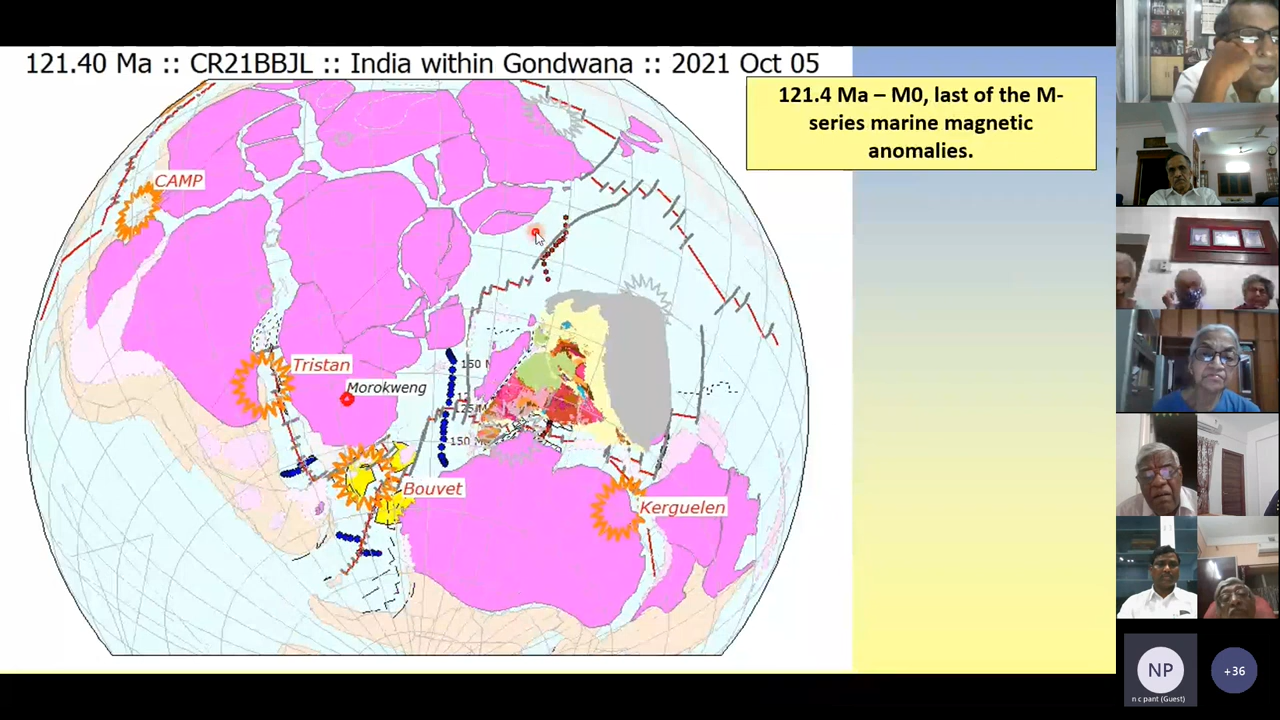 121.40 Ma :: CR21BBJL :: India within Gondwana :: 2021 Oct 05
121.4 Ma – M0, last of the M-
series marine magnetic
anomalies.
CAMP
Tristan
Morokweng
150 M
125 M
150 M
Bouvet
Kerguelen
NP
n c pant (Guest)
+36